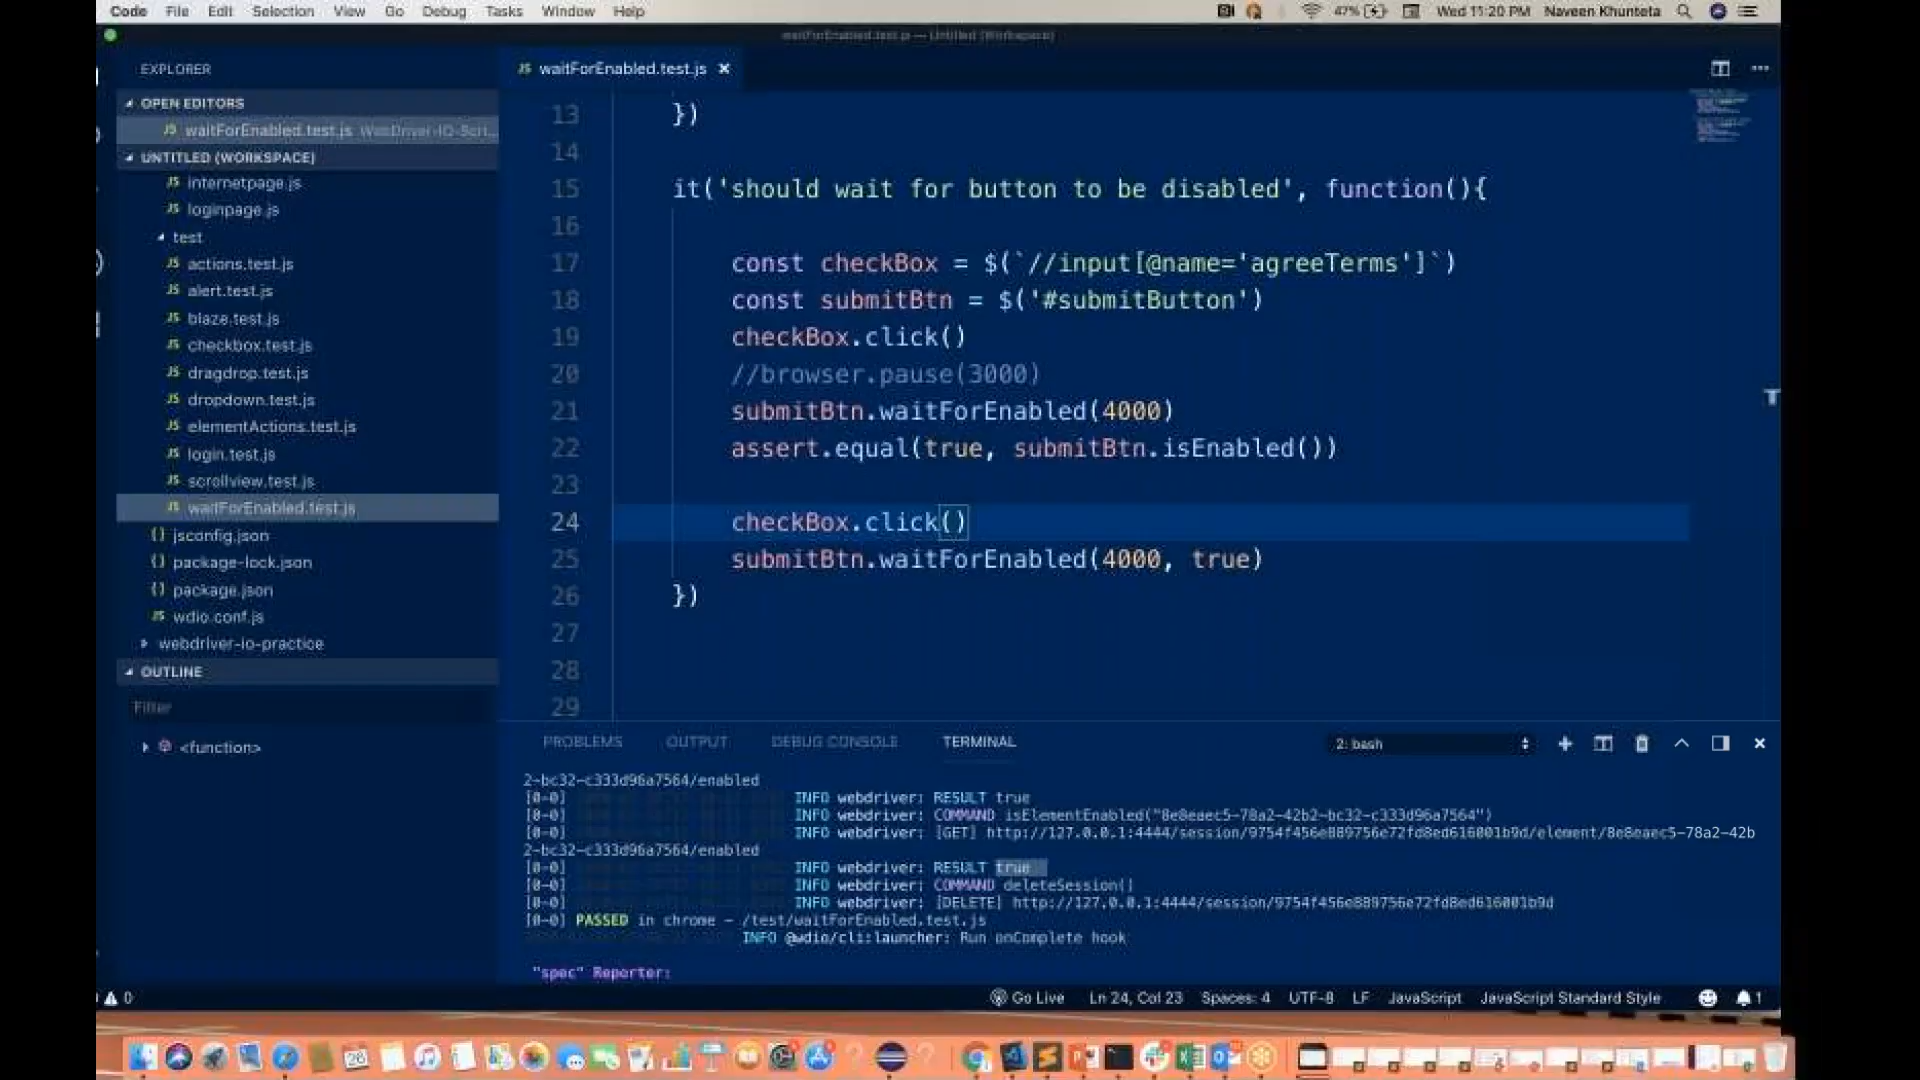 Code File Edit Selection View Go Debug Tasks Window Help
47% Wed 11:20 PM Naveen Khunteta
waitForEnabled.test.js — Untitled (Workspace)
EXPLORER
OPEN EDITORS
waitForEnabled.test.js WebDriver-IO-Scri...
UNTITLED (WORKSPACE)
internetpage.js
loginpage.js
test
actions.test.js
alert.test.js
blaze.test.js
checkbox.test.js
dragdrop.test.js
dropdown.test.js
elementActions.test.js
login.test.js
scrollview.test.js
waitForEnabled.test.js
{} jsconfig.json
{} package-lock.json
{} package.json
wdio.conf.js
webdriver-io-practice
OUTLINE
Filter
<function>
JS waitForEnabled.test.js ×
13 })
14
15 it('should wait for button to be disabled', function(){
16
17 const checkBox = $(`//input[@name='agreeTerms']`)
18 const submitBtn = $('#submitButton')
19 checkBox.click()
20 //browser.pause(3000)
21 submitBtn.waitForEnabled(4000)
22 assert.equal(true, submitBtn.isEnabled())
23
24 checkBox.click()
25 submitBtn.waitForEnabled(4000, true)
26 })
27
28
29
PROBLEMS OUTPUT DEBUG CONSOLE TERMINAL 2: bash
2-bc32-c333d96a7564/enabled
[0-0] INFO webdriver: RESULT true
[0-0] INFO webdriver: COMMAND isElementEnabled("8e8eaec5-78a2-42b2-bc32-c333d96a7564")
[0-0] INFO webdriver: [GET] http://127.0.0.1:4444/session/9754f456e889756e72fd8ed616001b9d/element/8e8eaec5-78a2-42b
2-bc32-c333d96a7564/enabled
[0-0] INFO webdriver: RESULT true
[0-0] INFO webdriver: COMMAND deleteSession()
[0-0] INFO webdriver: [DELETE] http://127.0.0.1:4444/session/9754f456e889756e72fd8ed616001b9d
[0-0] PASSED in chrome - /test/waitForEnabled.test.js
INFO @wdio/cli:launcher: Run onComplete hook
"spec" Reporter:
0 Go Live Ln 24, Col 23 Spaces: 4 UTF-8 LF JavaScript JavaScript Standard Style 1